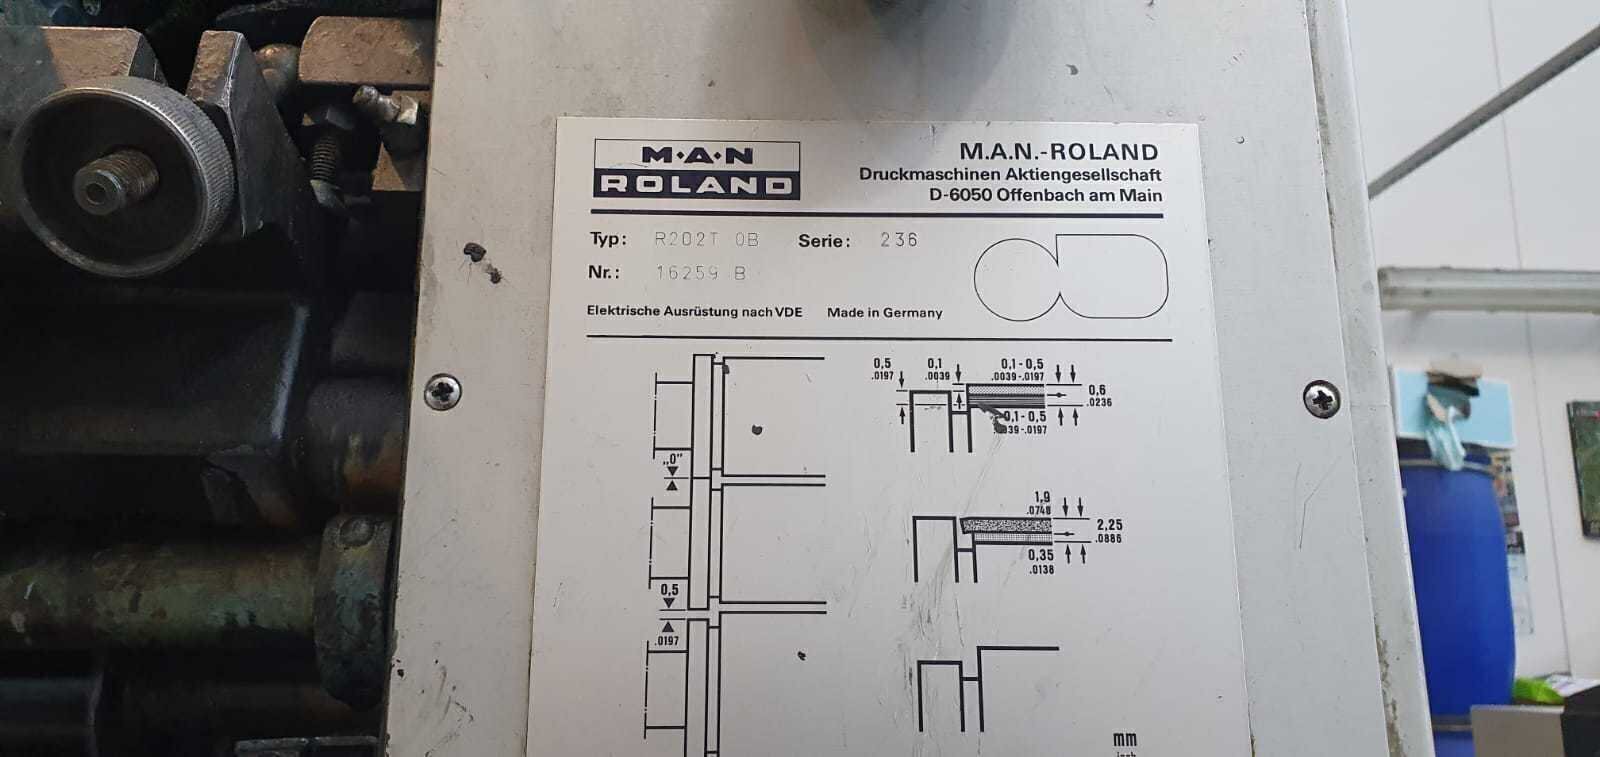 M·A·N
ROLAND
M.A.N.-ROLAND
Druckmaschinen Aktiengesellschaft
D-6050 Offenbach am Main
Typ: R202T 0B Serie: 236
Nr.: 16259 B
Elektrische Ausrüstung nach VDE Made in Germany
0,5 0,1 0,1 - 0,5
.0197 .0039 .0039-.0197
0,6
.0236
0,1 - 0,5
.0197
„0"
1,9
.0748
2,25
.0886
0,35
.0138
0,5
.0197
mm